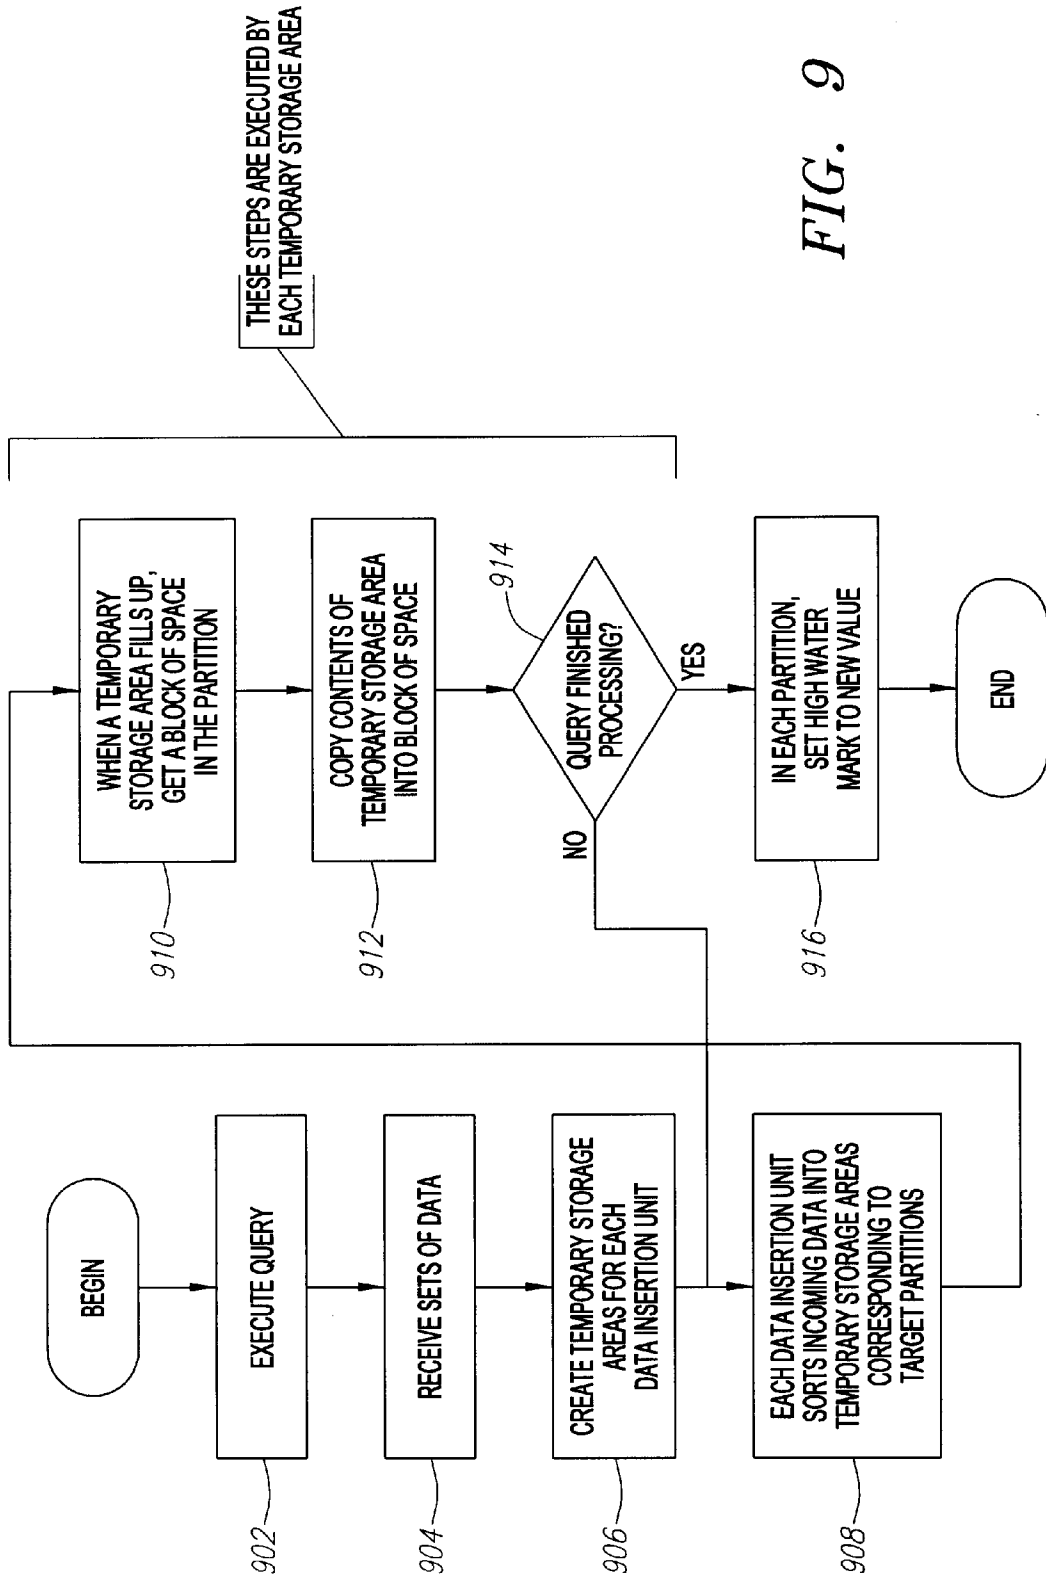 BEGIN
EXECUTE QUERY
902
RECEIVE SETS OF DATA
904
CREATE TEMPORARY STORAGE
AREAS FOR EACH
DATA INSERTION UNIT
906
EACH DATA INSERTION UNIT
SORTS INCOMING DATA INTO
TEMPORARY STORAGE AREAS
CORRESPONDING TO
TARGET PARTITIONS
908
WHEN A TEMPORARY
STORAGE AREA FILLS UP,
GET A BLOCK OF SPACE
IN THE PARTITION
910
COPY CONTENTS OF
TEMPORARY STORAGE AREA
INTO BLOCK OF SPACE
912
QUERY FINISHED
PROCESSING?
914
NO
YES
IN EACH PARTITION,
SET HIGH WATER
MARK TO NEW VALUE
916
END
THESE STEPS ARE EXECUTED BY
EACH TEMPORARY STORAGE AREA
FIG. 9